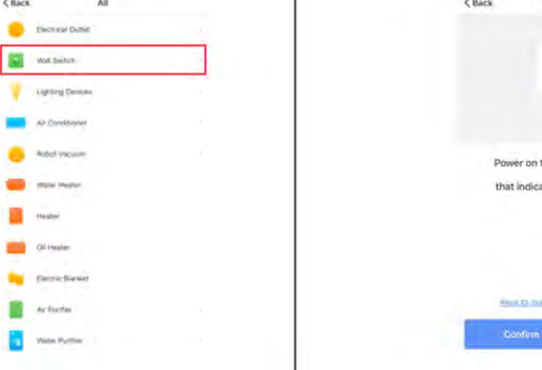 < Back All
Electrical Outlet
Wall Switch
Lighting Devices
Air Conditioner
Robot Vacuum
Water Heater
Heater
Oil Heater
Electric Blanket
Air Purifier
Water Purifier
< Back
Power on t
that indica
Confirm